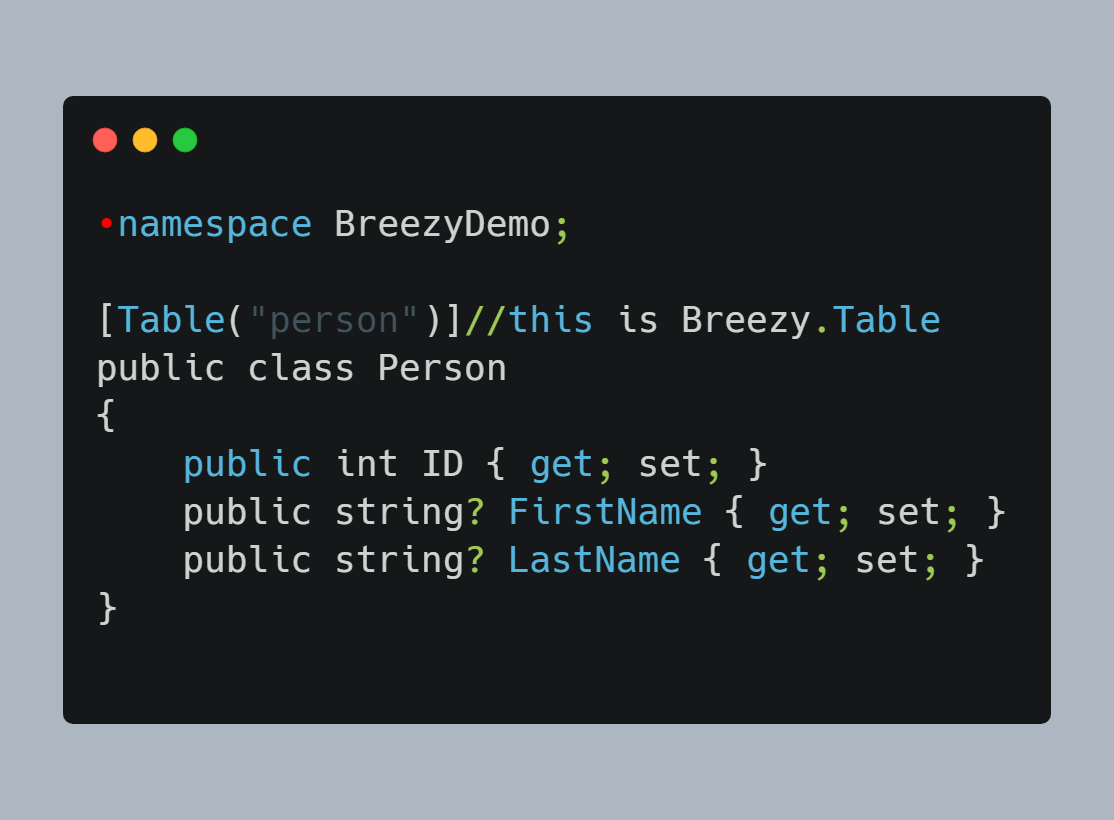 •namespace BreezyDemo;
[Table("person")]//this is Breezy.Table
public class Person
{
    public int ID { get; set; }
    public string? FirstName { get; set; }
    public string? LastName { get; set; }
}